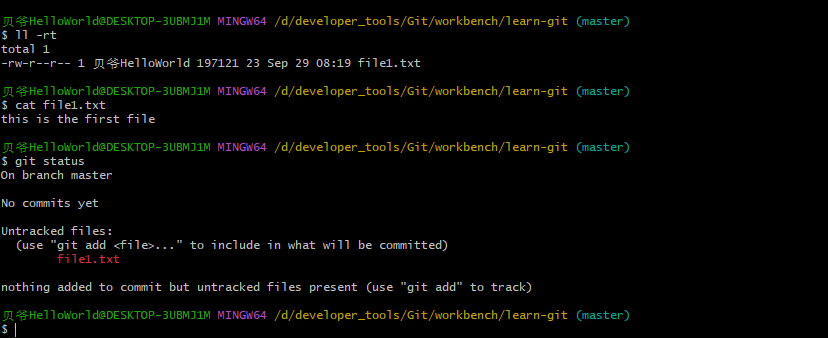 贝爷HelloWorld@DESKTOP-3UBMJ1M MINGW64 /d/developer_tools/Git/workbench/learn-git (master)
$ ll -rt
total 1
-rw-r--r-- 1 贝爷HelloWorld 197121 23 Sep 29 08:19 file1.txt
贝爷HelloWorld@DESKTOP-3UBMJ1M MINGW64 /d/developer_tools/Git/workbench/learn-git (master)
$ cat file1.txt
this is the first file
贝爷HelloWorld@DESKTOP-3UBMJ1M MINGW64 /d/developer_tools/Git/workbench/learn-git (master)
$ git status
On branch master
No commits yet
Untracked files:
(use "git add <file>..." to include in what will be committed)
file1.txt
nothing added to commit but untracked files present (use "git add" to track)
贝爷HelloWorld@DESKTOP-3UBMJ1M MINGW64 /d/developer_tools/Git/workbench/learn-git (master)
$